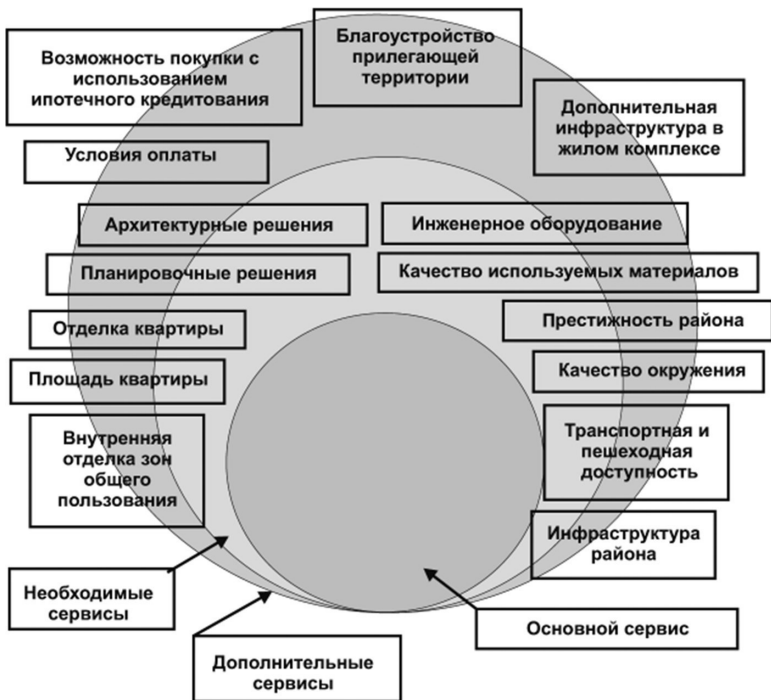 Возможность покупки с
использованием
ипотечного кредитования
Благоустройство
прилегающей
территории
Дополнительная
инфраструктура в
жилом комплексе
Условия оплаты
Архитектурные решения
Инженерное оборудование
Планировочные решения
Качество используемых материалов
Отделка квартиры
Престижность района
Площадь квартиры
Качество окружения
Внутренняя
отделка зон
общего
пользования
Транспортная и
пешеходная
доступность
Инфраструктура
района
Необходимые
сервисы
Основной сервис
Дополнительные
сервисы